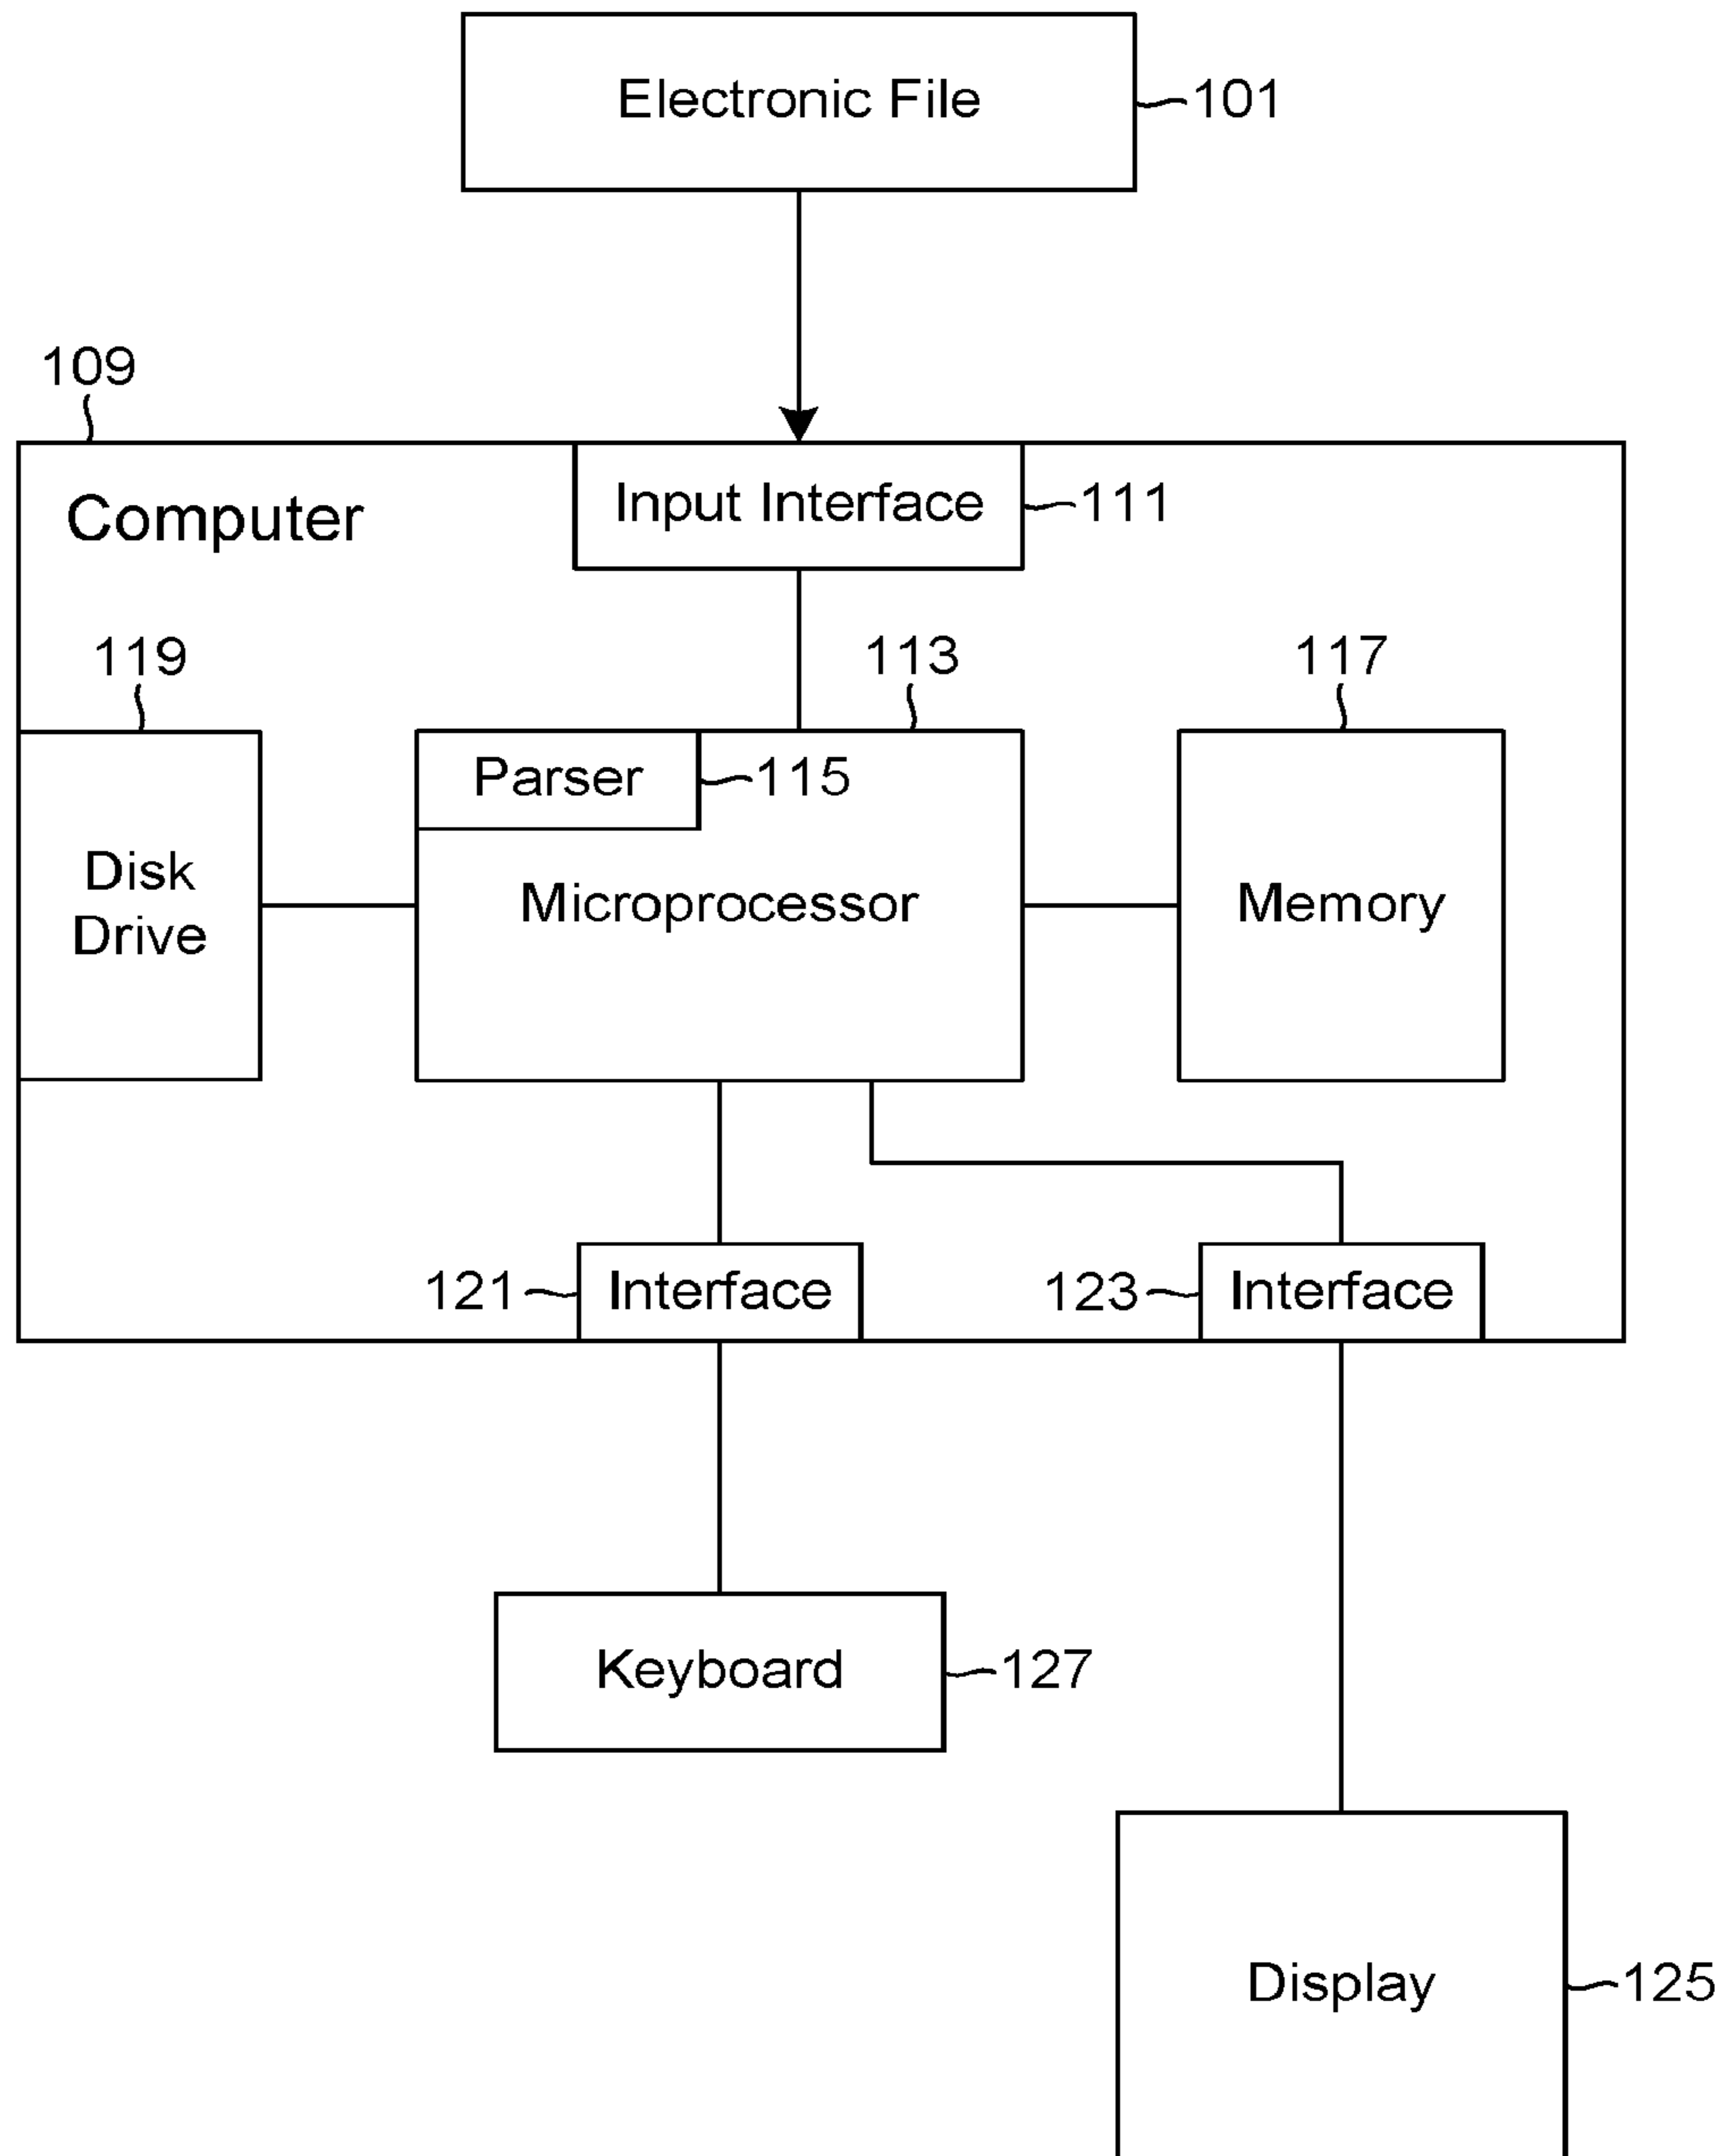 Electronic File
101
109
Computer
Input Interface
111
119
113
117
Parser
115
Disk
Drive
Microprocessor
Memory
121
Interface
123
Interface
Keyboard
127
Display
125